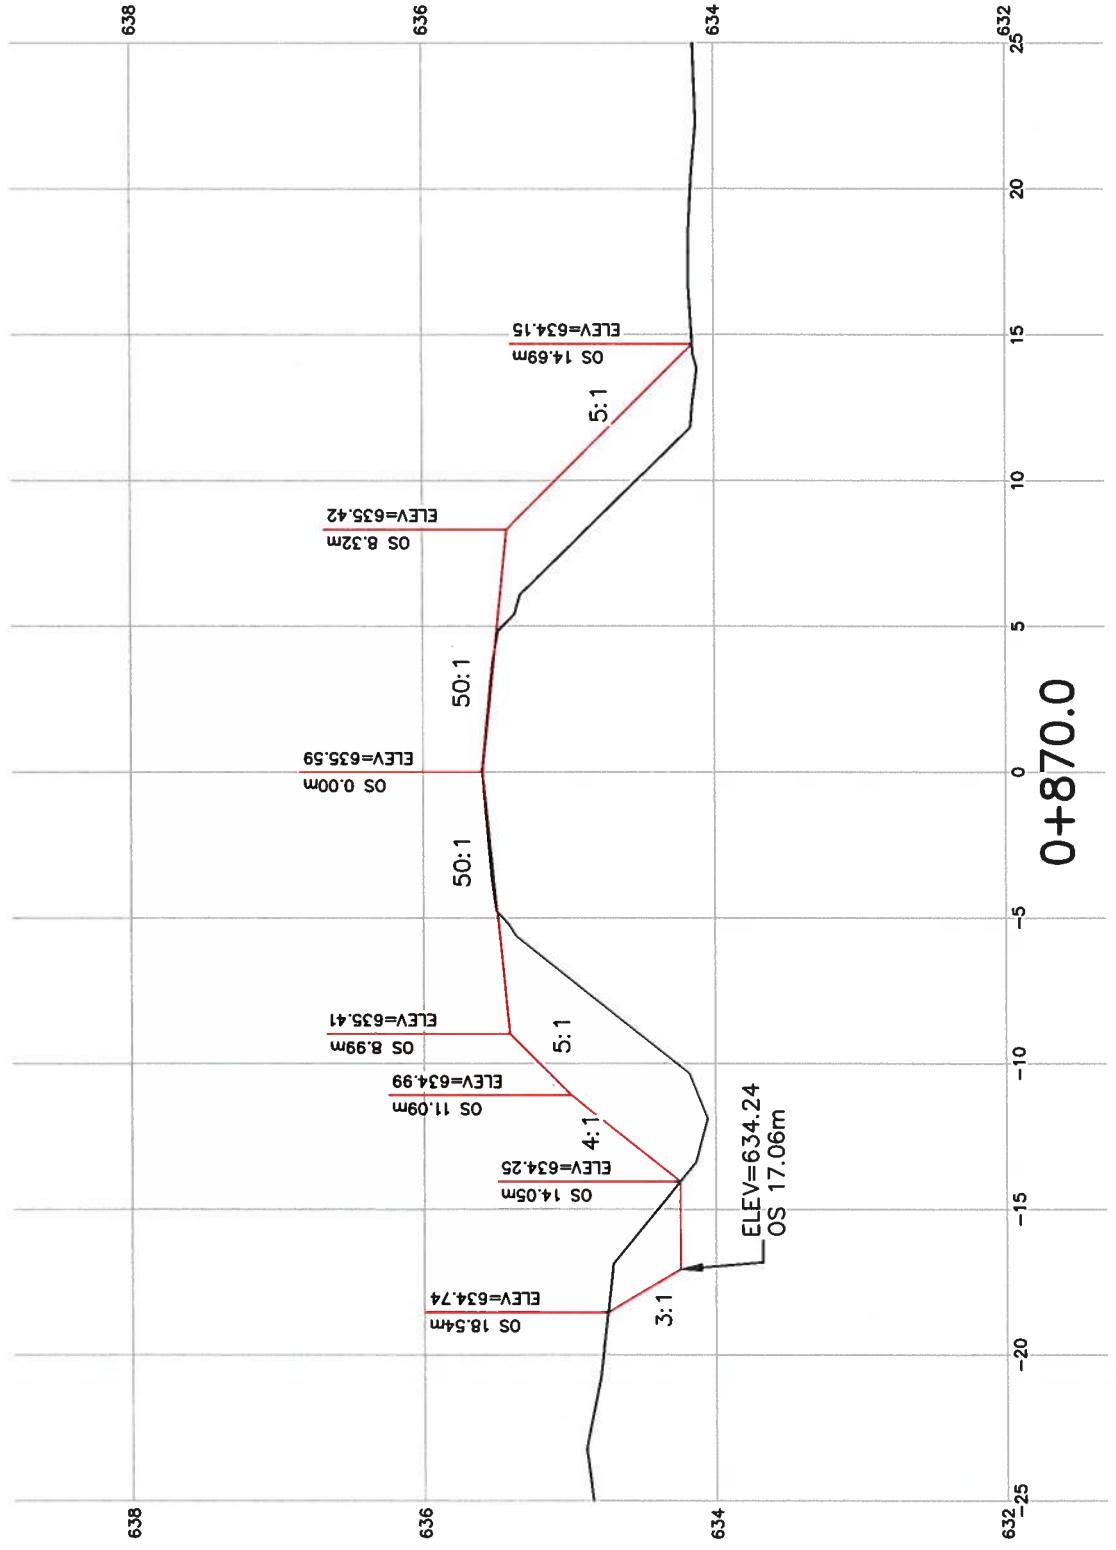 638
636
634
632
638
636
634
632
-25
-20
-15
-10
-5
0
5
10
15
20
25
OS 18.54m
ELEV=634.74
3:1
ELEV=634.24
OS 17.06m
OS 14.05m
ELEV=634.25
4:1
OS 11.09m
ELEV=634.99
5:1
OS 8.99m
ELEV=635.41
50:1
OS 0.00m
ELEV=635.59
50:1
OS 8.32m
ELEV=635.42
5:1
OS 14.69m
ELEV=634.15
0+870.0